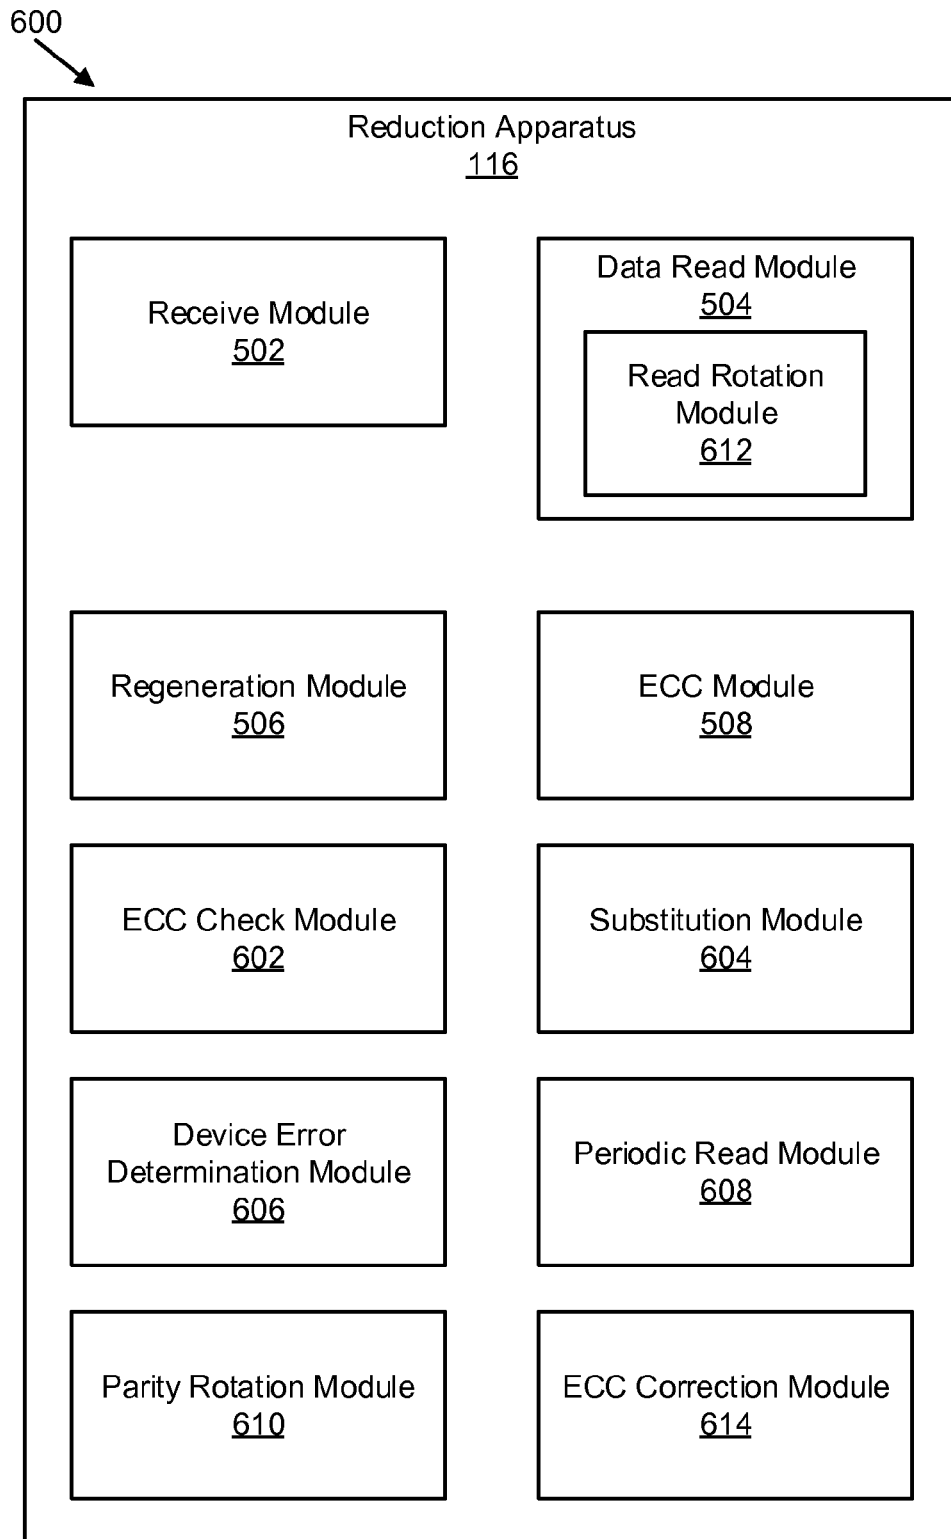 600
Reduction Apparatus
116
Receive Module
502
Data Read Module
504
Read Rotation
Module
612
Regeneration Module
506
ECC Module
508
ECC Check Module
602
Substitution Module
604
Device Error
Determination Module
606
Periodic Read Module
608
Parity Rotation Module
610
ECC Correction Module
614